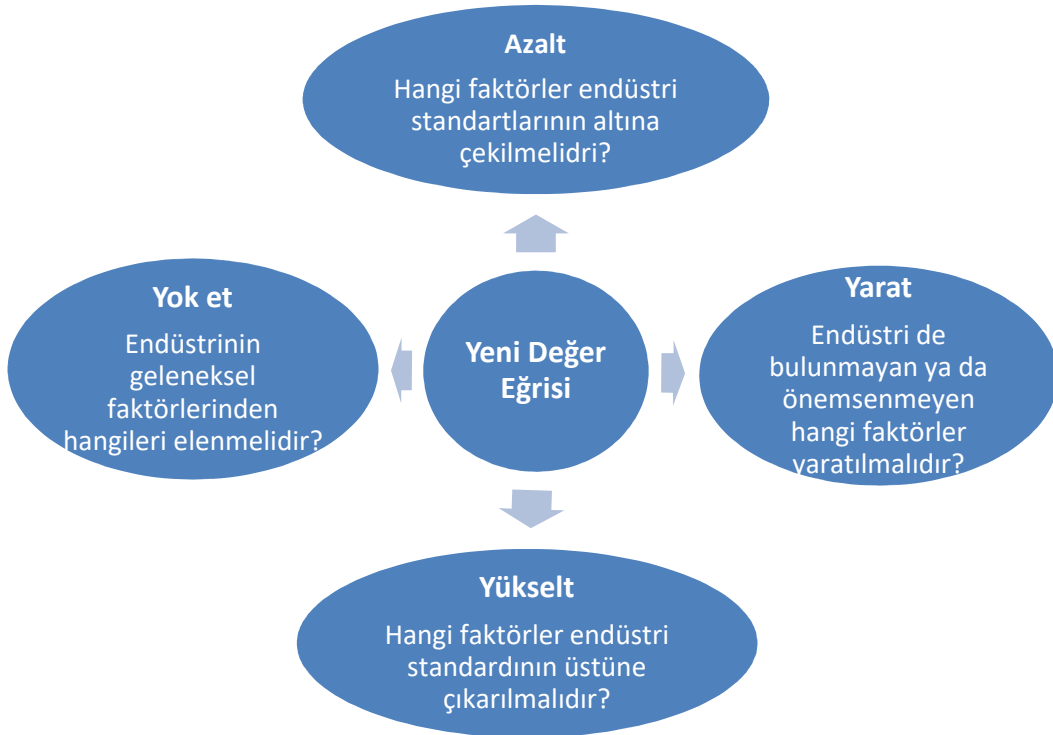 Azalt
Hangi faktörler endüstri
standartlarının altına
çekilmelidri?
Yok et
Endüstrinin
geleneksel
faktörlerinden
hangileri elenmelidir?
Yeni Değer
Eğrisi
Yarat
Endüstri de
bulunmayan ya da
önemsenmeyen
hangi faktörler
yaratılmalıdır?
Yükselt
Hangi faktörler endüstri
standardının üstüne
çıkarılmalıdır?